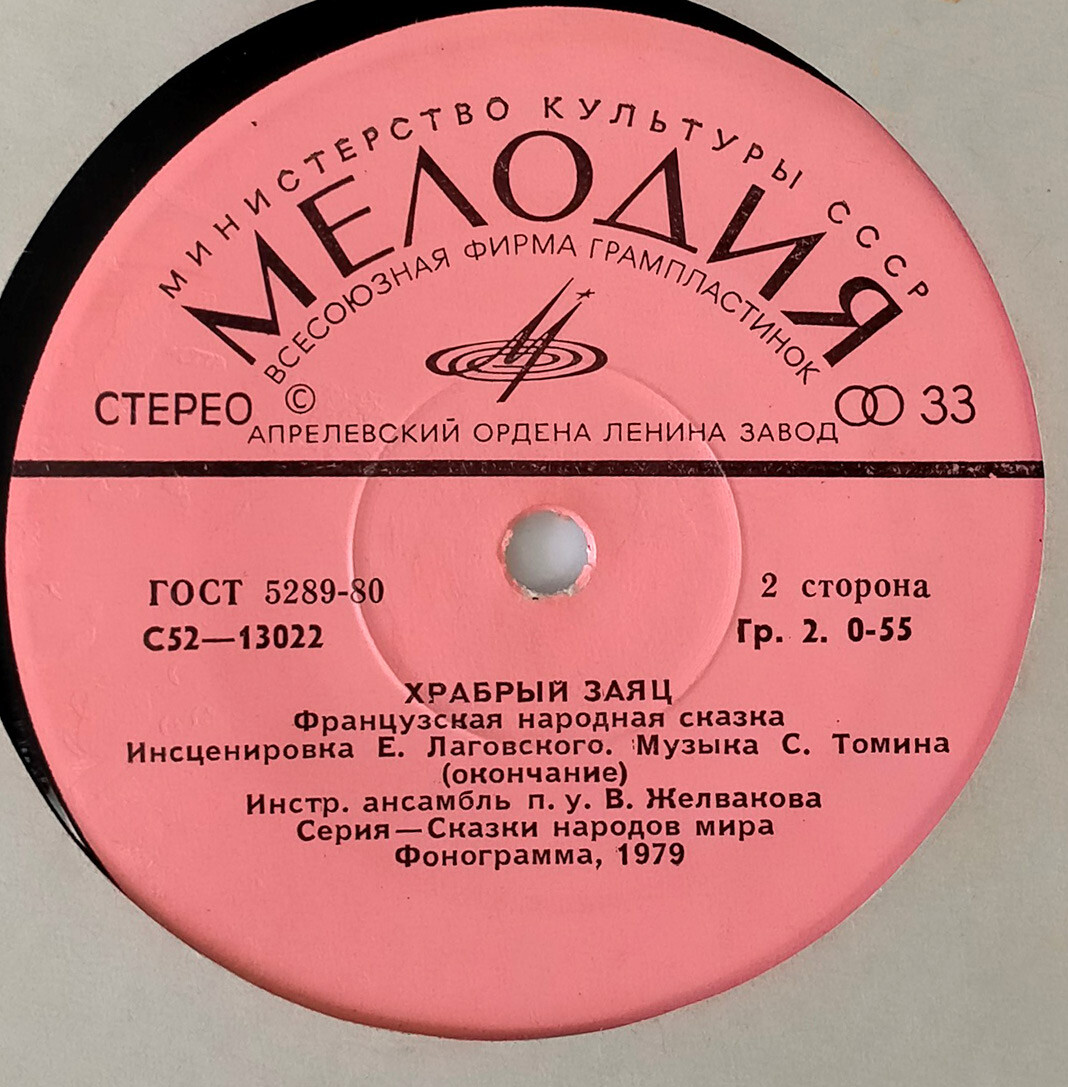 МИНИСТЕРСТВО КУЛЬТУРЫ СССР
МЕЛОДИЯ
ВСЕСОЮЗНАЯ ФИРМА ГРАМПЛАСТИНОК
СТЕРЕО © 33
АПРЕЛЕВСКИЙ ОРДЕНА ЛЕНИНА ЗАВОД
ГОСТ 5289-80 2 сторона
С52—13022 Гр. 2. 0-55
ХРАБРЫЙ ЗАЯЦ
Французская народная сказка
Инсценировка Е. Лаговского. Музыка С. Томина
(окончание)
Инстр. ансамбль п. у. В. Желвакова
Серия—Сказки народов мира
Фонограмма, 1979